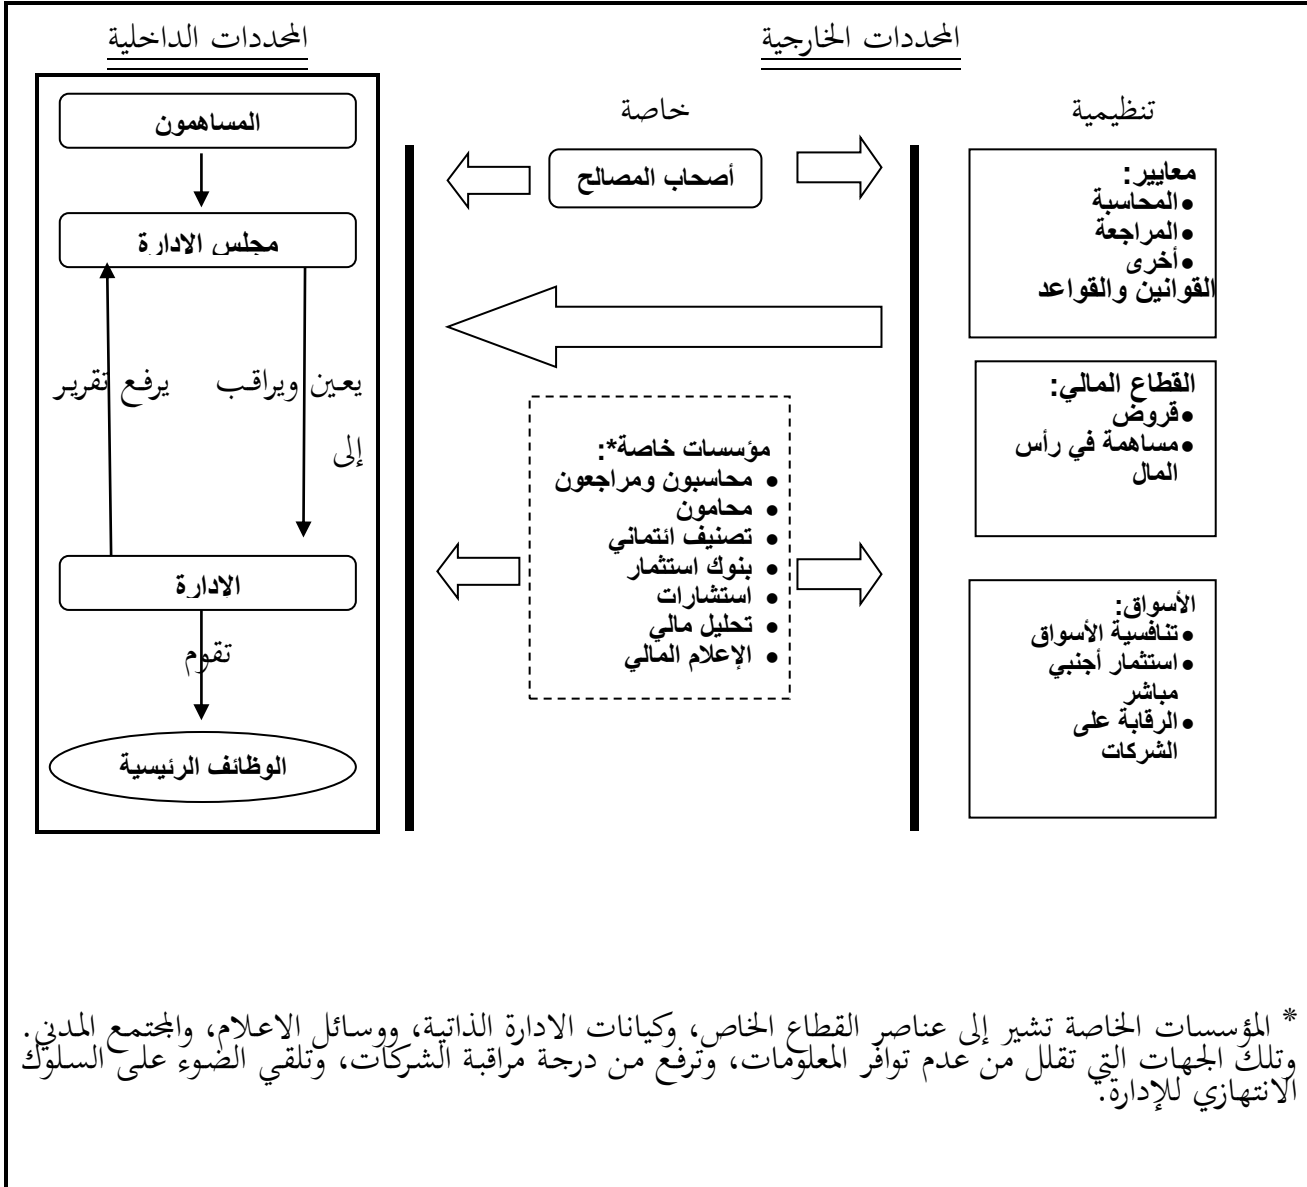 المحددات الخارجية
المحددات الداخلية
تنظيمية
خاصة
معايير:
•المحاسبة
•المراجعة
•أخرى
القوانين والقواعد
القطاع المالي:
•قروض
•مساهمة في رأس
المال
الأسواق:
•تنافسية الأسواق
•استثمار أجنبي
مباشر
•الرقابة على
الشركات
أصحاب المصالح
مؤسسات خاصة*:
• محاسبون ومراجعون
• محامون
• تصنيف ائتماني
• بنوك استثمار
• استشارات
• تحليل مالي
• الإعلام المالي
المساهمون
مجلس الادارة
يعين ويراقب
يرفع تقرير
إلى
الادارة
تقوم
الوظائف الرئيسية
* المؤسسات الخاصة تشير إلى عناصر القطاع الخاص، وكيانات الادارة الذاتية، ووسائل الاعلام، والمجتمع المدني.
وتلك الجهات التي تقلل من عدم توافر المعلومات، وترفع من درجة مراقبة الشركات، وتلقي الضوء على السلوك
الانتهازي للإدارة.